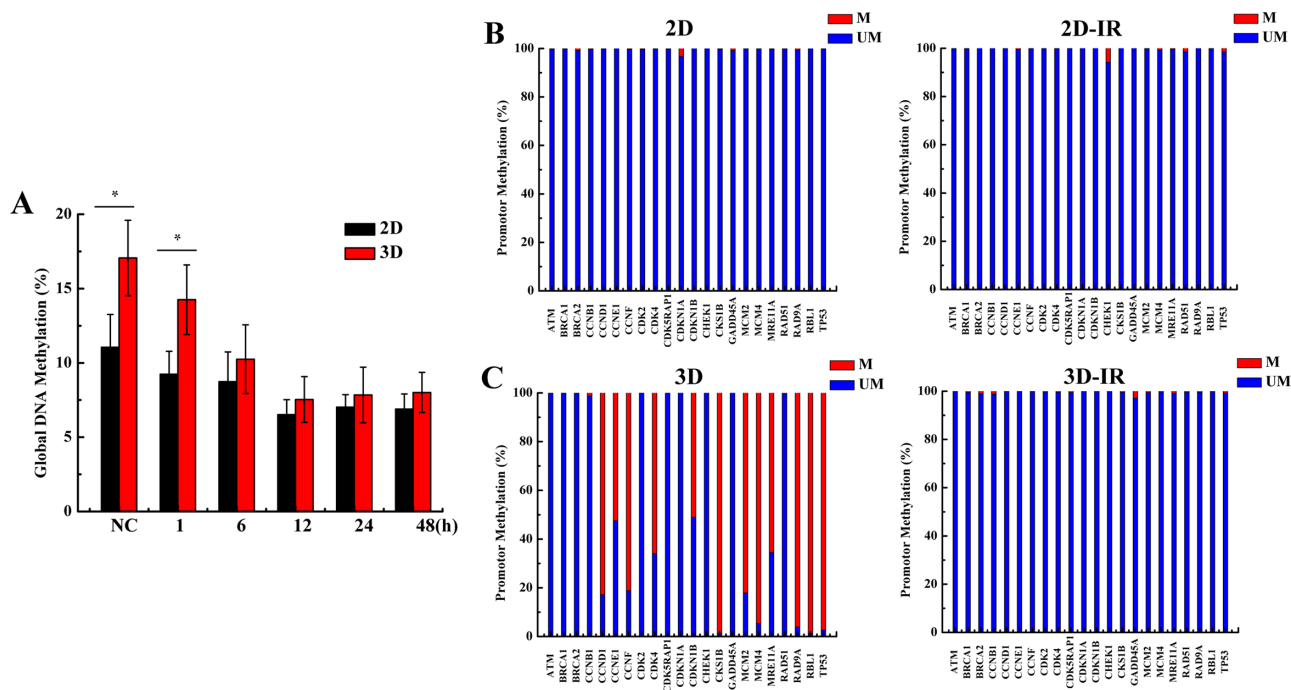 A
Global DNA Methylation (%)
20
15
10
5
0
*
*
2D
3D
NC 1 6 12 24 48(h)
B
2D
M
UM
Promotor Methylation (%)
100
80
60
40
20
0
ATM
BRCA1
BRCA2
CCNB1
CCND1
CCNE1
CCNF
CDK2
CDK4
CDK5RAP1
CDKN1A
CDKN1B
CHEK1
CKS1B
GADD45A
MCM2
MCM4
MRE11A
RAD51
RAD9A
RBL1
TP53
2D-IR
M
UM
Promotor Methylation (%)
100
80
60
40
20
0
ATM
BRCA1
BRCA2
CCNB1
CCND1
CCNE1
CCNF
CDK2
CDK4
CDK5RAP1
CDKN1A
CDKN1B
CHEK1
CKS1B
GADD45A
MCM2
MCM4
MRE11A
RAD51
RAD9A
RBL1
TP53
C
3D
M
UM
Promotor Methylation (%)
100
80
60
40
20
0
ATM
BRCA1
BRCA2
CCNB1
CCND1
CCNE1
CCNF
CDK2
CDK4
CDK5RAP1
CDKN1A
CDKN1B
CHEK1
CKS1B
GADD45A
MCM2
MCM4
MRE11A
RAD51
RAD9A
RBL1
TP53
3D-IR
M
UM
Promotor Methylation (%)
100
80
60
40
20
0
ATM
BRCA1
BRCA2
CCNB1
CCND1
CCNE1
CCNF
CDK2
CDK4
CDK5RAP1
CDKN1A
CDKN1B
CHEK1
CKS1B
GADD45A
MCM2
MCM4
MRE11A
RAD51
RAD9A
RBL1
TP53